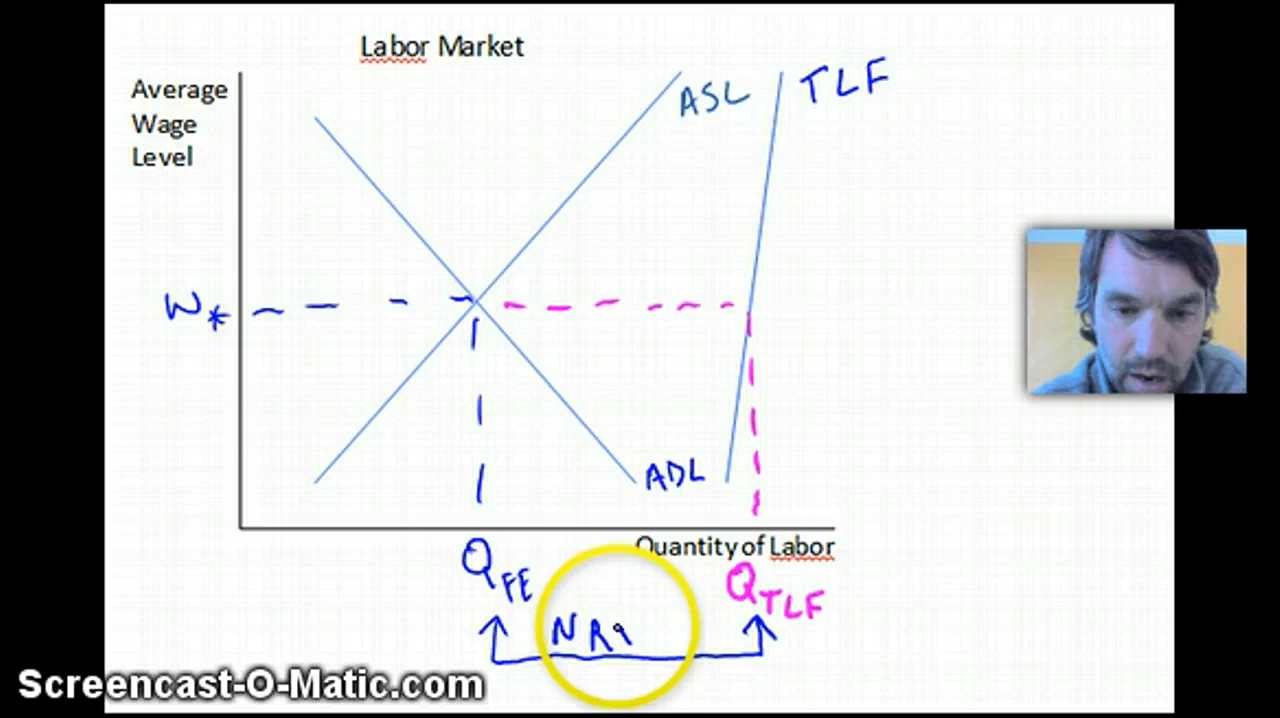 Labor Market
Average
Wage
Level
ASL
TLF
W*
ADL
Quantity of Labor
QFE
QTLF
NR
Screencast-O-Matic.com